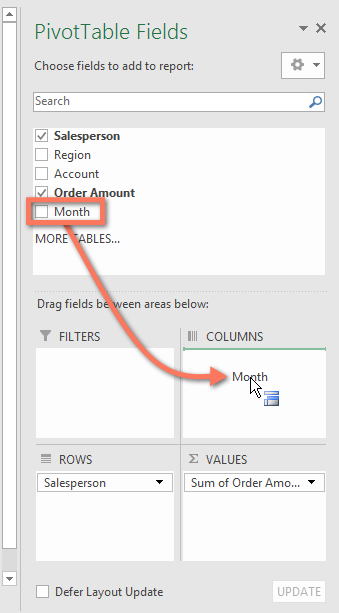 PivotTable Fields
Choose fields to add to report:
Search
Salesperson
Region
Account
Order Amount
Month
MORE TABLES...
Drag fields between areas below:
FILTERS
COLUMNS
Month
ROWS
Σ VALUES
Salesperson
Sum of Order Amo...
Defer Layout Update
UPDATE